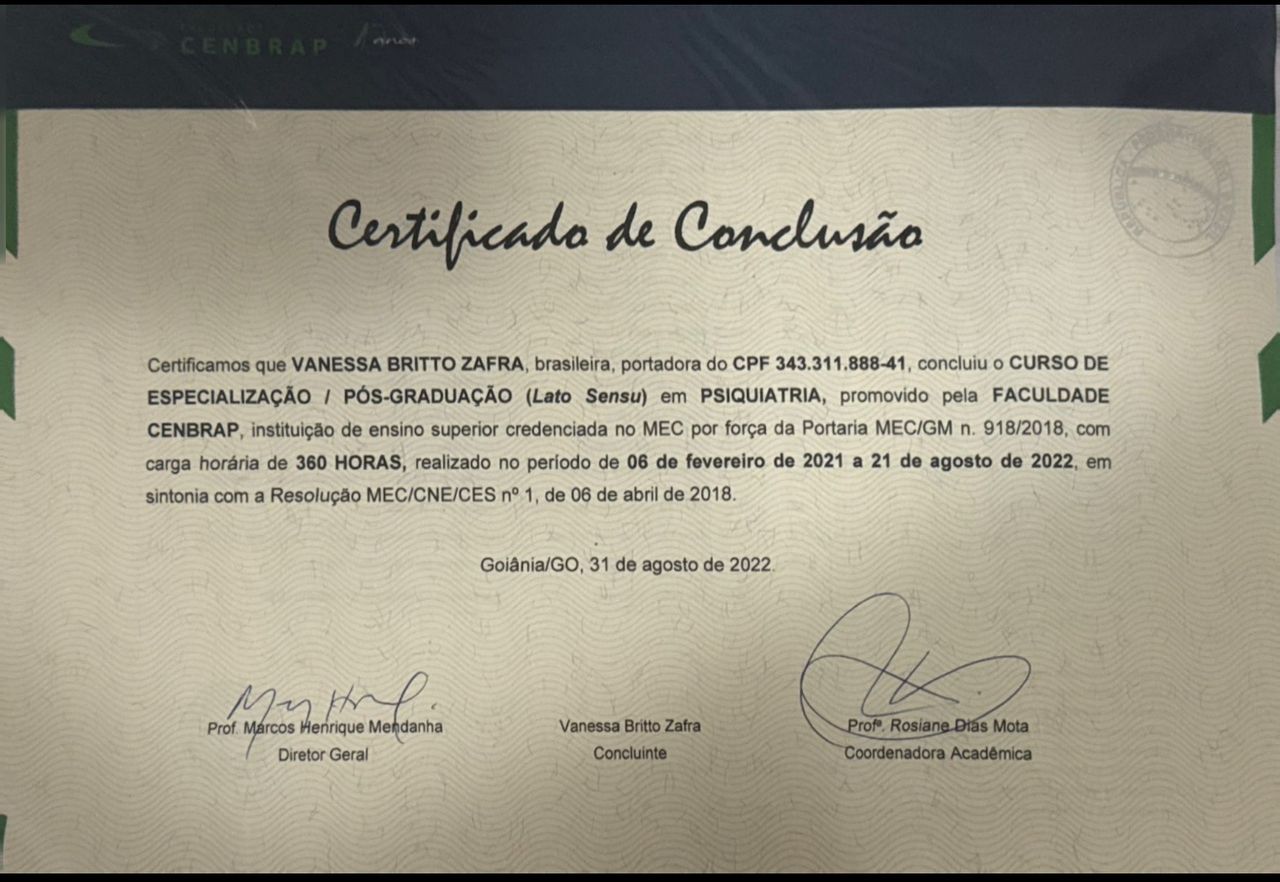 CENBRAP
anos
Certificado de Conclusão
Certificamos que VANESSA BRITTO ZAFRA, brasileira, portadora do CPF 343.311.888-41, concluiu o CURSO DE
ESPECIALIZAÇÃO / PÓS-GRADUAÇÃO (Lato Sensu) em PSIQUIATRIA, promovido pela FACULDADE
CENBRAP, instituição de ensino superior credenciada no MEC por força da Portaria MEC/GM n. 918/2018, com
carga horária de 360 HORAS, realizado no período de 06 de fevereiro de 2021 a 21 de agosto de 2022, em
sintonia com a Resolução MEC/CNE/CES nº 1, de 06 de abril de 2018.
Goiânia/GO, 31 de agosto de 2022.
Prof. Marcos Henrique Mendanha
Diretor Geral
Vanessa Britto Zafra
Concluinte
Profª. Rosiane Dias Mota
Coordenadora Acadêmica